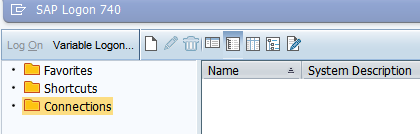 SAP Logon 740
Log On Variable Logon...
Favorites
Shortcuts
Connections
Name System Description